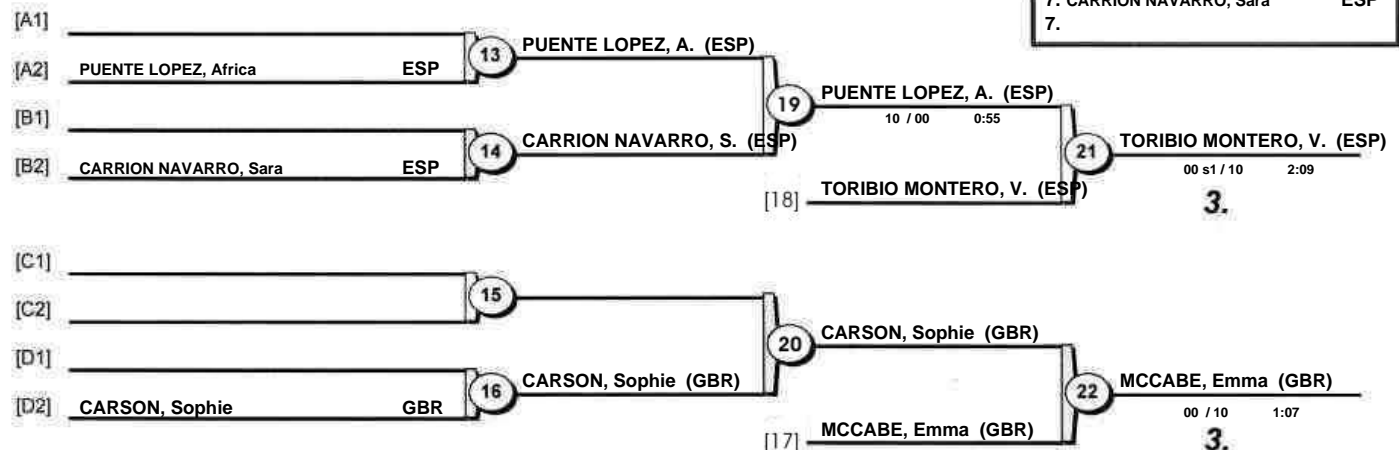 7. CARRION NAVARRO, Sara ESP
7.
[A1]
13 PUENTE LOPEZ, A. (ESP)
[A2] PUENTE LOPEZ, Africa ESP
19 PUENTE LOPEZ, A. (ESP)
10 / 00 0:55
[B1]
14 CARRION NAVARRO, S. (ESP)
[B2] CARRION NAVARRO, Sara ESP
21 TORIBIO MONTERO, V. (ESP)
00 s1 / 10 2:09
[18] TORIBIO MONTERO, V. (ESP)
3.
[C1]
15
[C2]
20 CARSON, Sophie (GBR)
[D1]
16 CARSON, Sophie (GBR)
[D2] CARSON, Sophie GBR
22 MCCABE, Emma (GBR)
00 / 10 1:07
[17] MCCABE, Emma (GBR)
3.